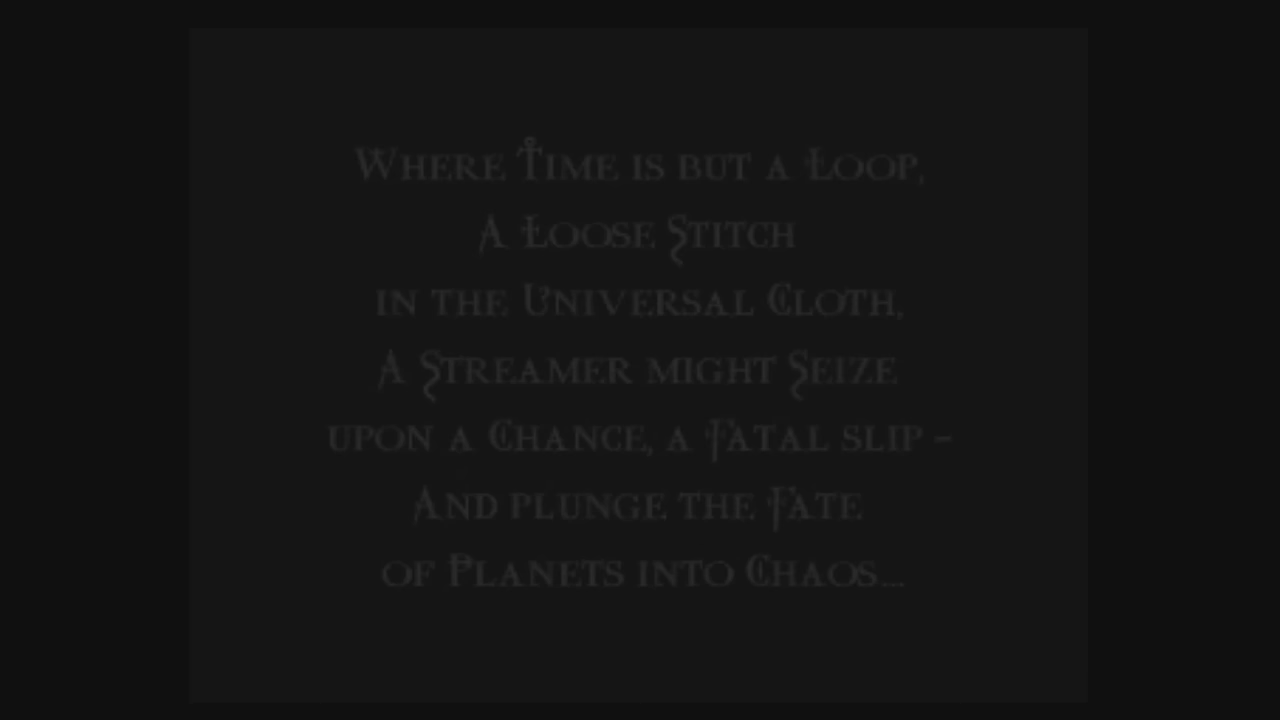 Where Time is but a Loop,
A Loose Stitch
in the Universal Cloth,
A Streamer might Seize
upon a Chance, a Fatal slip -
And plunge the Fate
of Planets into Chaos...